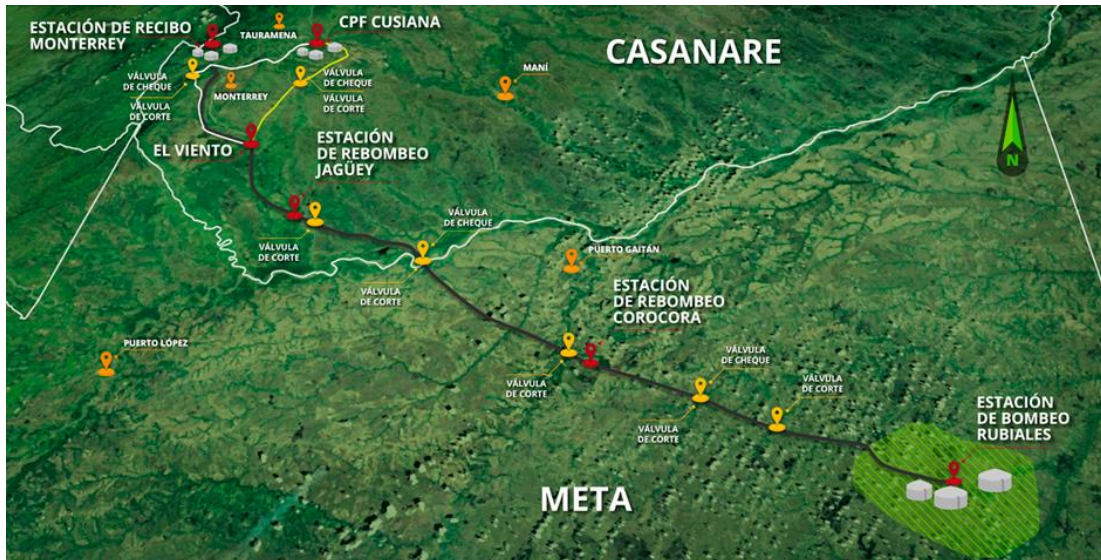 ESTACIÓN DE RECIBO
MONTERREY
TAURAMENA
CPF CUSIANA
CASANARE
VÁLVULA
DE CHEQUE
VÁLVULA
DE CORTE
MONTERREY
VÁLVULA
DE CHEQUE
VÁLVULA
DE CORTE
MANÍ
EL VIENTO
ESTACIÓN
DE REBOMBEO
JAGÜEY
N
VÁLVULA
DE CORTE
VÁLVULA
DE CHEQUE
VÁLVULA
DE CORTE
PUERTO GAITÁN
ESTACIÓN
DE REBOMBEO
COROCORA
PUERTO LÓPEZ
VÁLVULA
DE CORTE
VÁLVULA
DE CHEQUE
VÁLVULA
DE CORTE
VÁLVULA
DE CORTE
ESTACIÓN
DE BOMBEO
RUBIALES
META